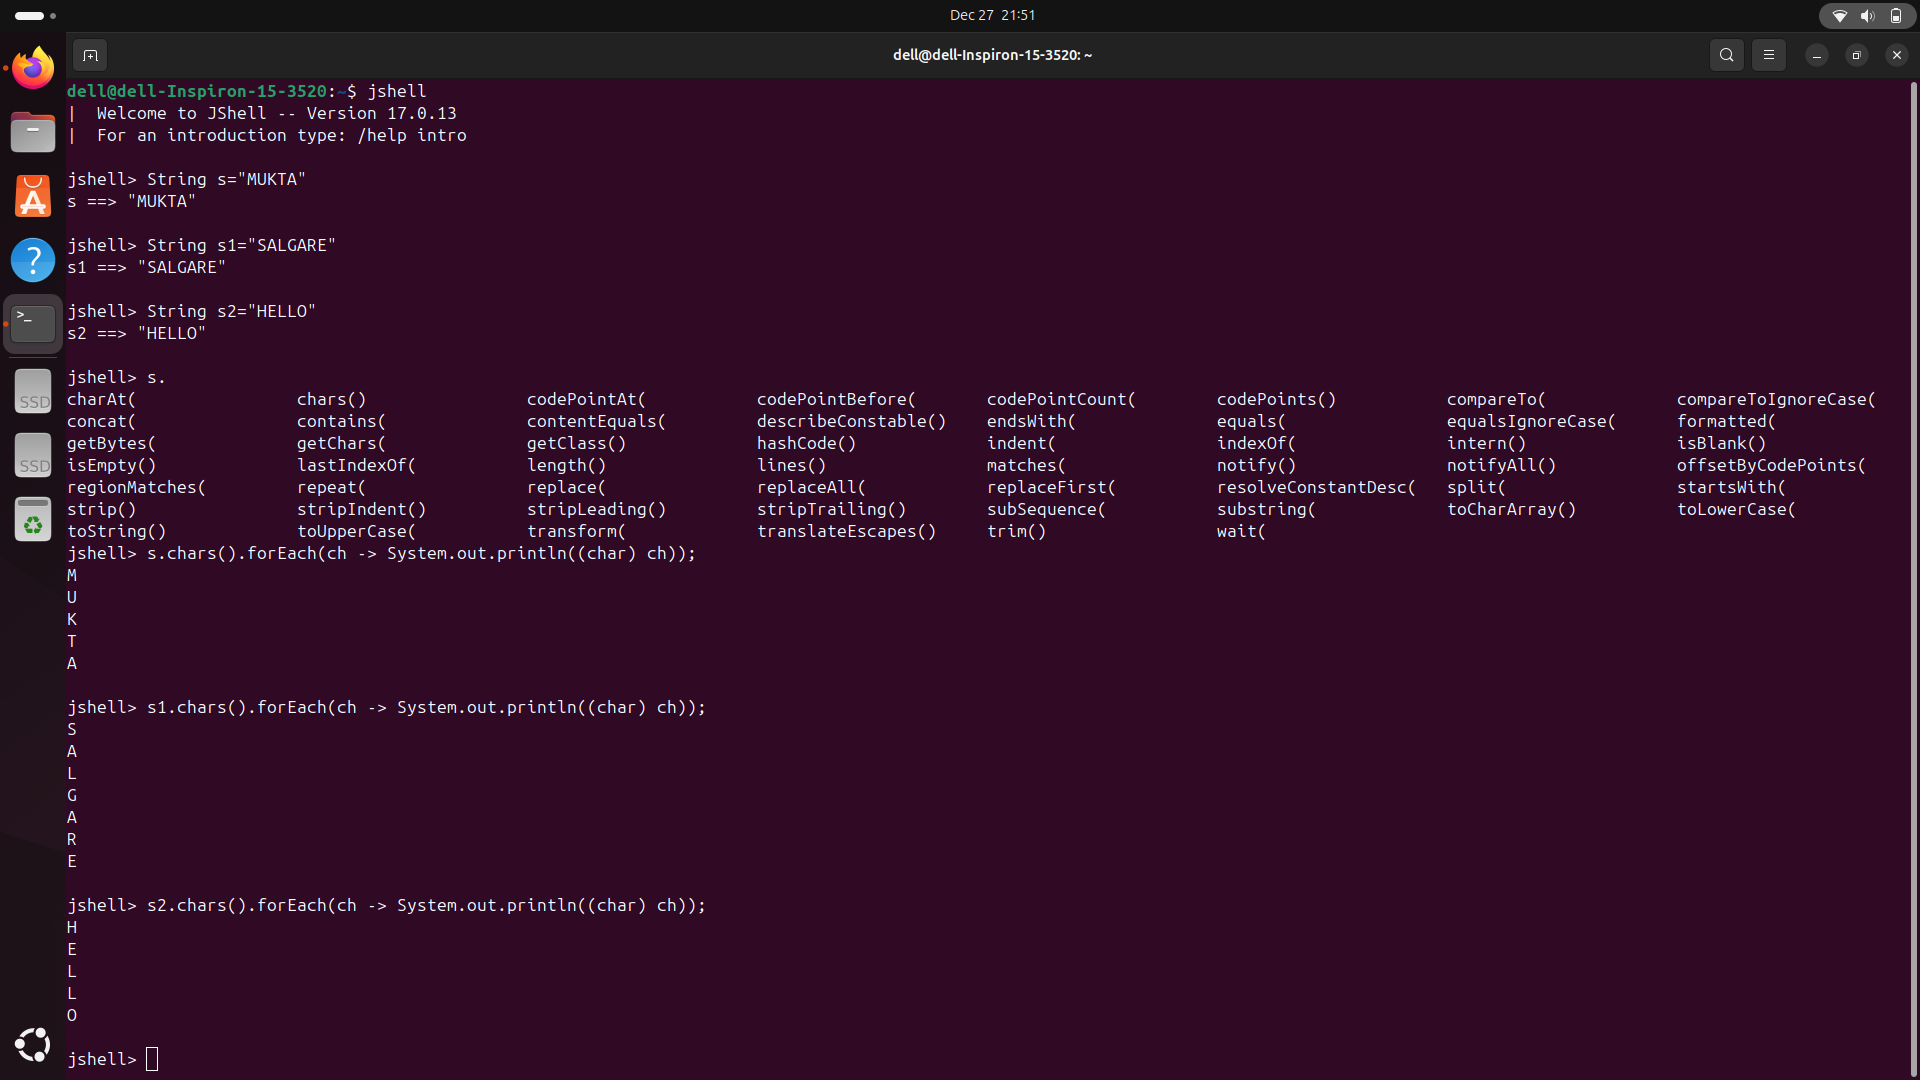 Dec 27 21:51
dell@dell-Inspiron-15-3520: ~
dell@dell-Inspiron-15-3520:~$ jshell
|  Welcome to JShell -- Version 17.0.13
|  For an introduction type: /help intro
jshell> String s="MUKTA"
s ==> "MUKTA"
jshell> String s1="SALGARE"
s1 ==> "SALGARE"
jshell> String s2="HELLO"
s2 ==> "HELLO"
jshell> s.
charAt( chars() codePointAt( codePointBefore( codePointCount( codePoints() compareTo( compareToIgnoreCase(
concat( contains( contentEquals( describeConstable() endsWith( equals( equalsIgnoreCase( formatted(
getBytes( getChars( getClass() hashCode() indent( indexOf( intern() isBlank()
isEmpty() lastIndexOf( length() lines() matches( notify() notifyAll() offsetByCodePoints(
regionMatches( repeat( replace( replaceAll( replaceFirst( resolveConstantDesc( split( startsWith(
strip() stripIndent() stripLeading() stripTrailing() subSequence( substring( toCharArray() toLowerCase(
toString() toUpperCase( transform( translateEscapes() trim() wait(
jshell> s.chars().forEach(ch -> System.out.println((char) ch));
M
U
K
T
A
jshell> s1.chars().forEach(ch -> System.out.println((char) ch));
S
A
L
G
A
R
E
jshell> s2.chars().forEach(ch -> System.out.println((char) ch));
H
E
L
L
O
jshell>
A
?
>_
SSD
SSD